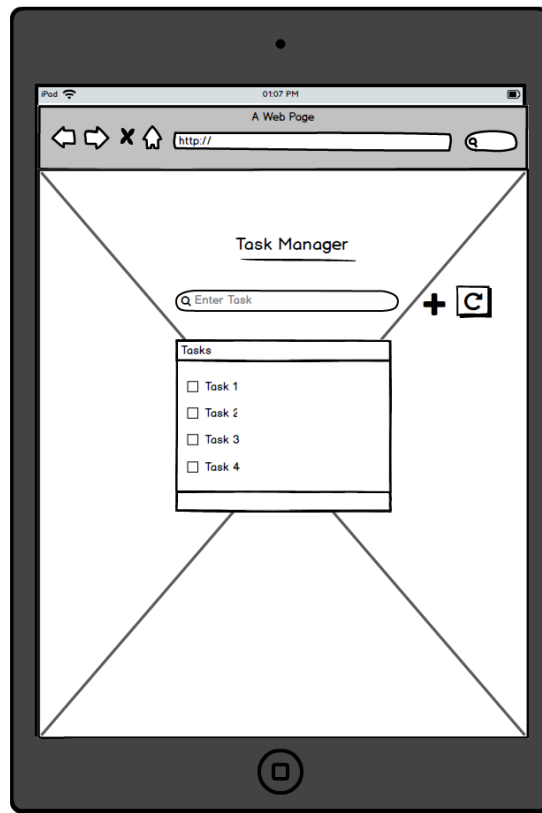 iPad 01:07 PM
A Web Page
http://
Task Manager
Enter Task
Tasks
Task 1
Task 2
Task 3
Task 4